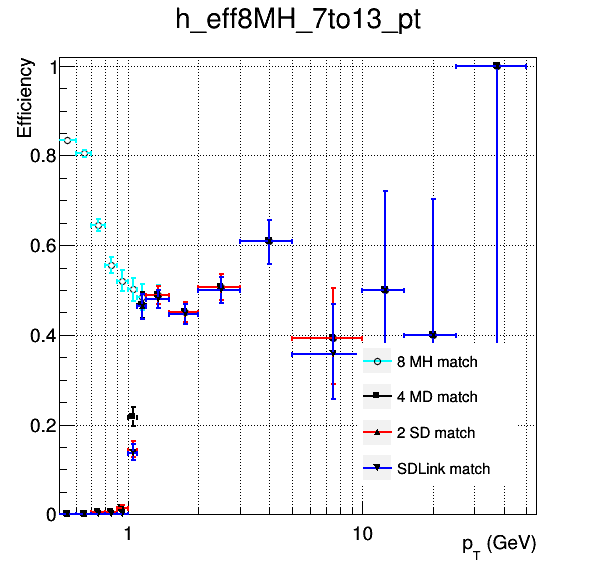 h_eff8MH_7to13_pt
Efficiency
1
0.8
0.6
0.4
0.2
0
8 MH match
4 MD match
2 SD match
SDLink match
1
10
p_T (GeV)